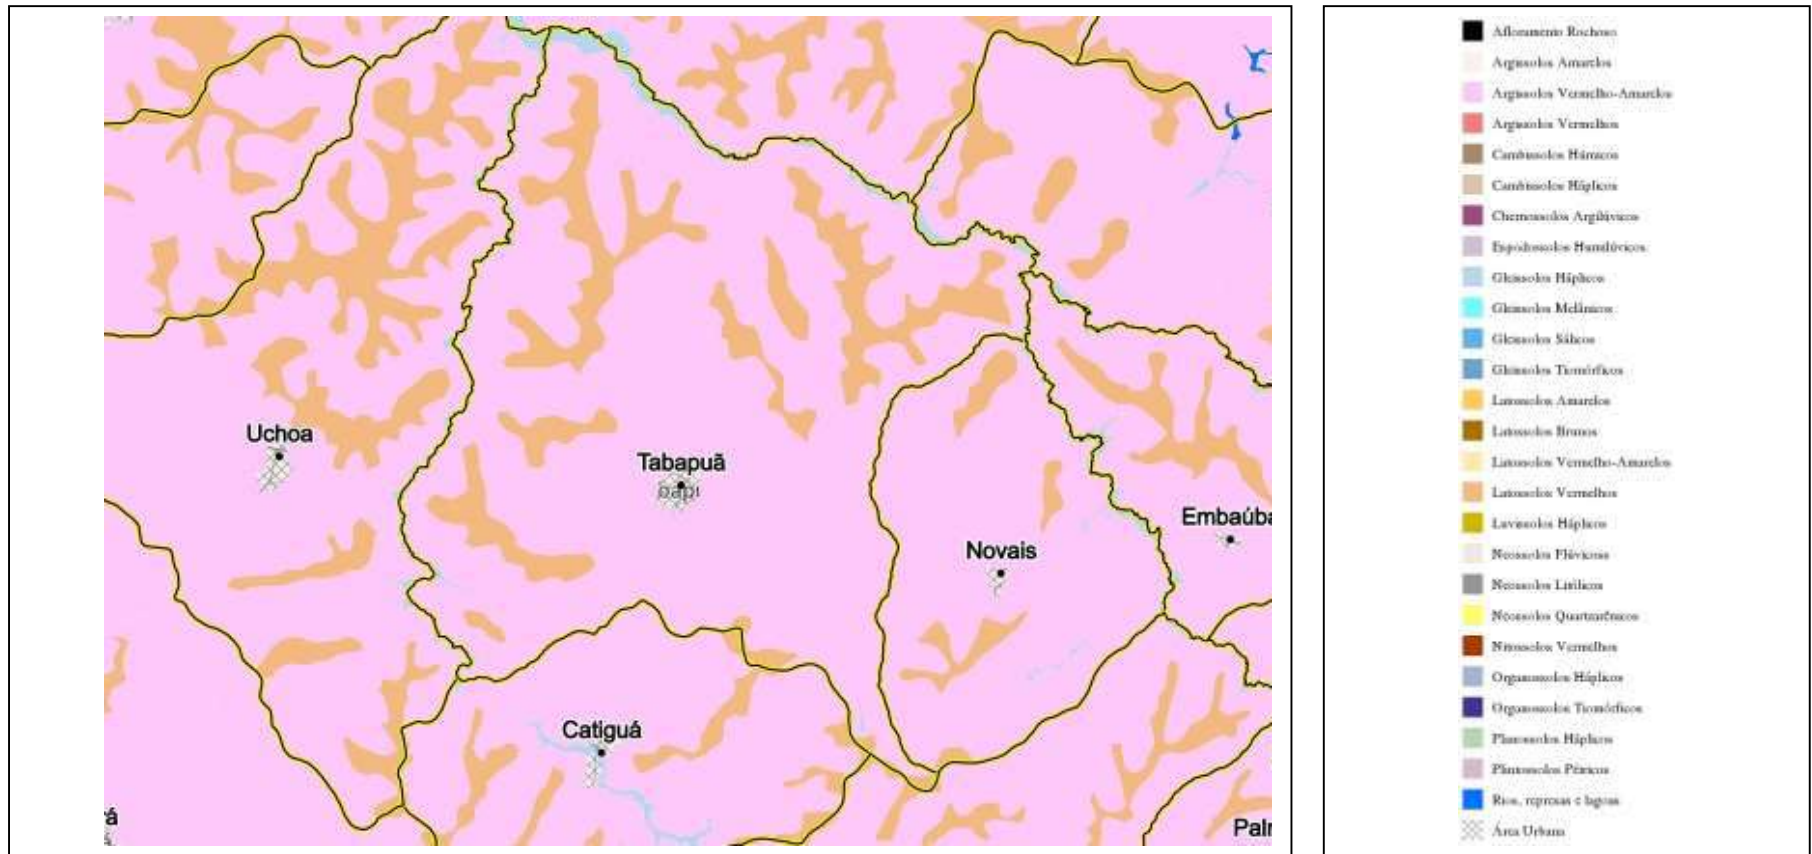 Uchoa
Tabapuã
Embaúba
Novais
Catiguá
á
Palr
Afloramento Rochoso
Argissolos Amarelos
Argissolos Vermelho-Amarelos
Argissolos Vermelhos
Cambissolos Húmicos
Cambissolos Háplicos
Chernossolos Argilúvicos
Espodossolos Humilúvicos
Gleissolos Háplicos
Gleissolos Melânicos
Gleissolos Sálicos
Gleissolos Tiomórficos
Latossolos Amarelos
Latossolos Brunos
Latossolos Vermelho-Amarelos
Latossolos Vermelhos
Luvissolos Háplicos
Neossolos Flúvicos
Neossolos Litólicos
Neossolos Quartzarênicos
Nitossolos Vermelhos
Organossolos Háplicos
Organossolos Tiomórficos
Planossolos Háplicos
Plintossolos Pétricos
Rios, represas e lagoas
Área Urbana